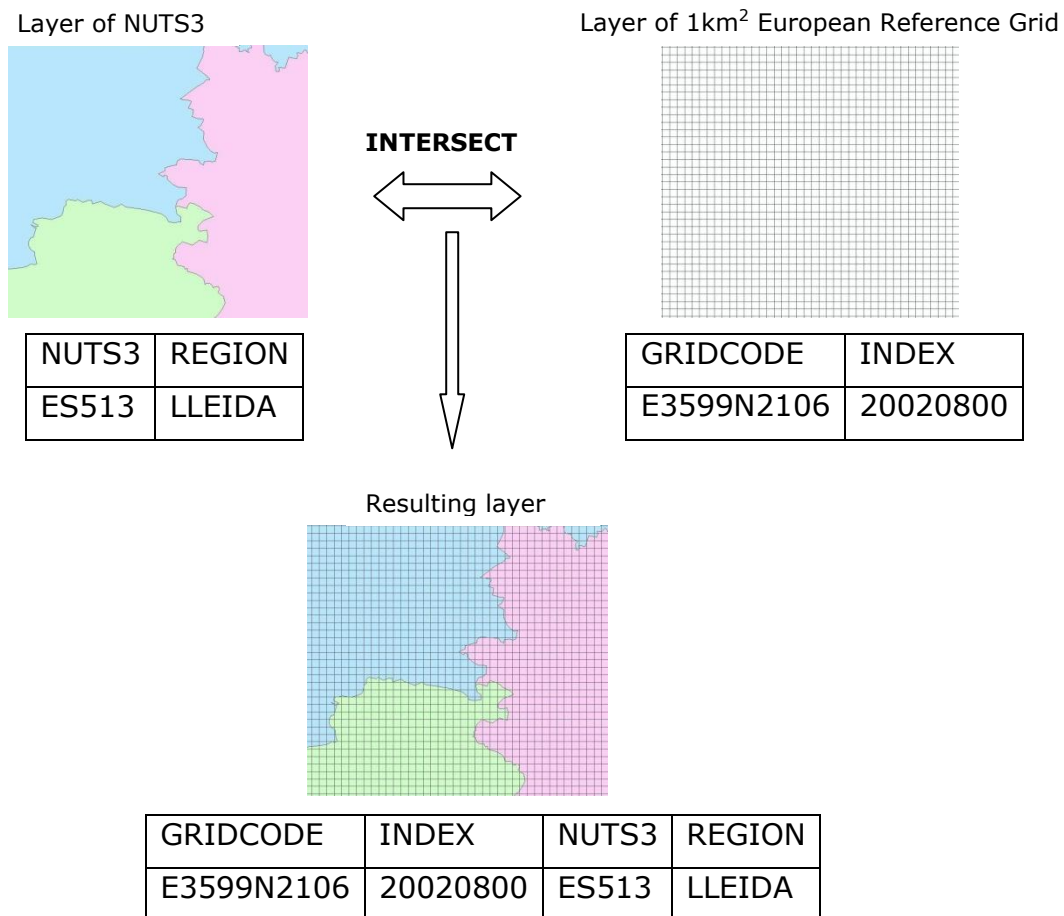 Layer of NUTS3
Layer of 1km² European Reference Grid
INTERSECT
NUTS3 REGION
ES513 LLEIDA
GRIDCODE INDEX
E3599N2106 20020800
Resulting layer
GRIDCODE INDEX NUTS3 REGION
E3599N2106 20020800 ES513 LLEIDA